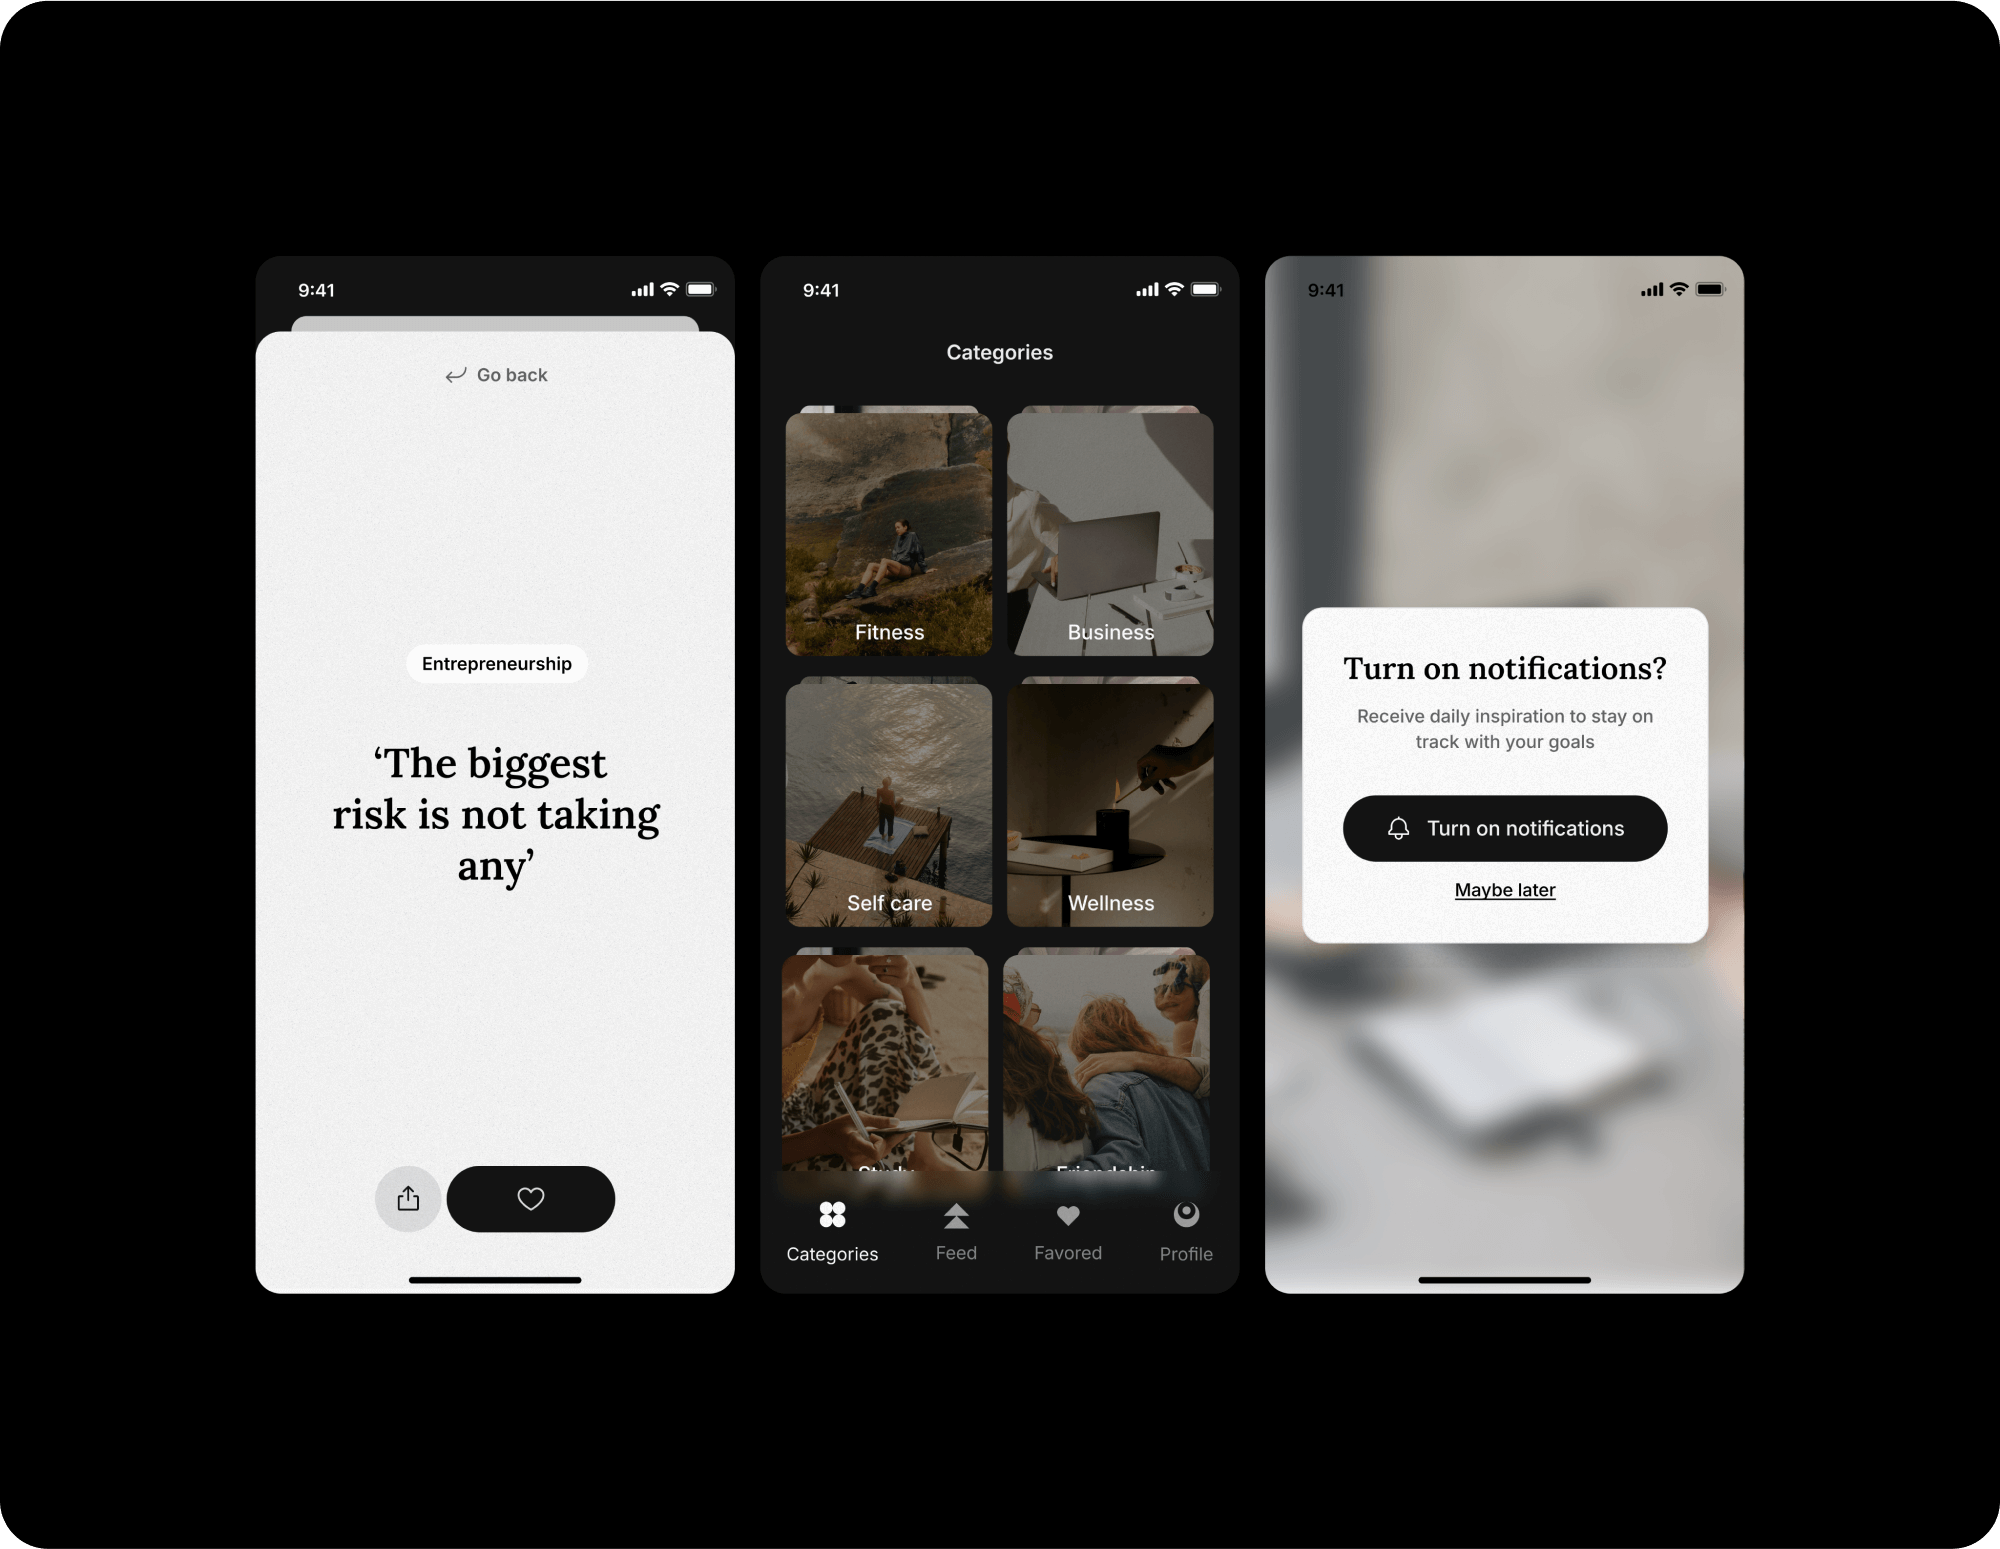 9:41
Go back
Entrepreneurship
‘The biggest
risk is not taking
any’
9:41
Categories
Fitness
Business
Self care
Wellness
Study
Friendship
Categories
Feed
Favored
Profile
9:41
Turn on notifications?
Receive daily inspiration to stay on
track with your goals
Turn on notifications
Maybe later